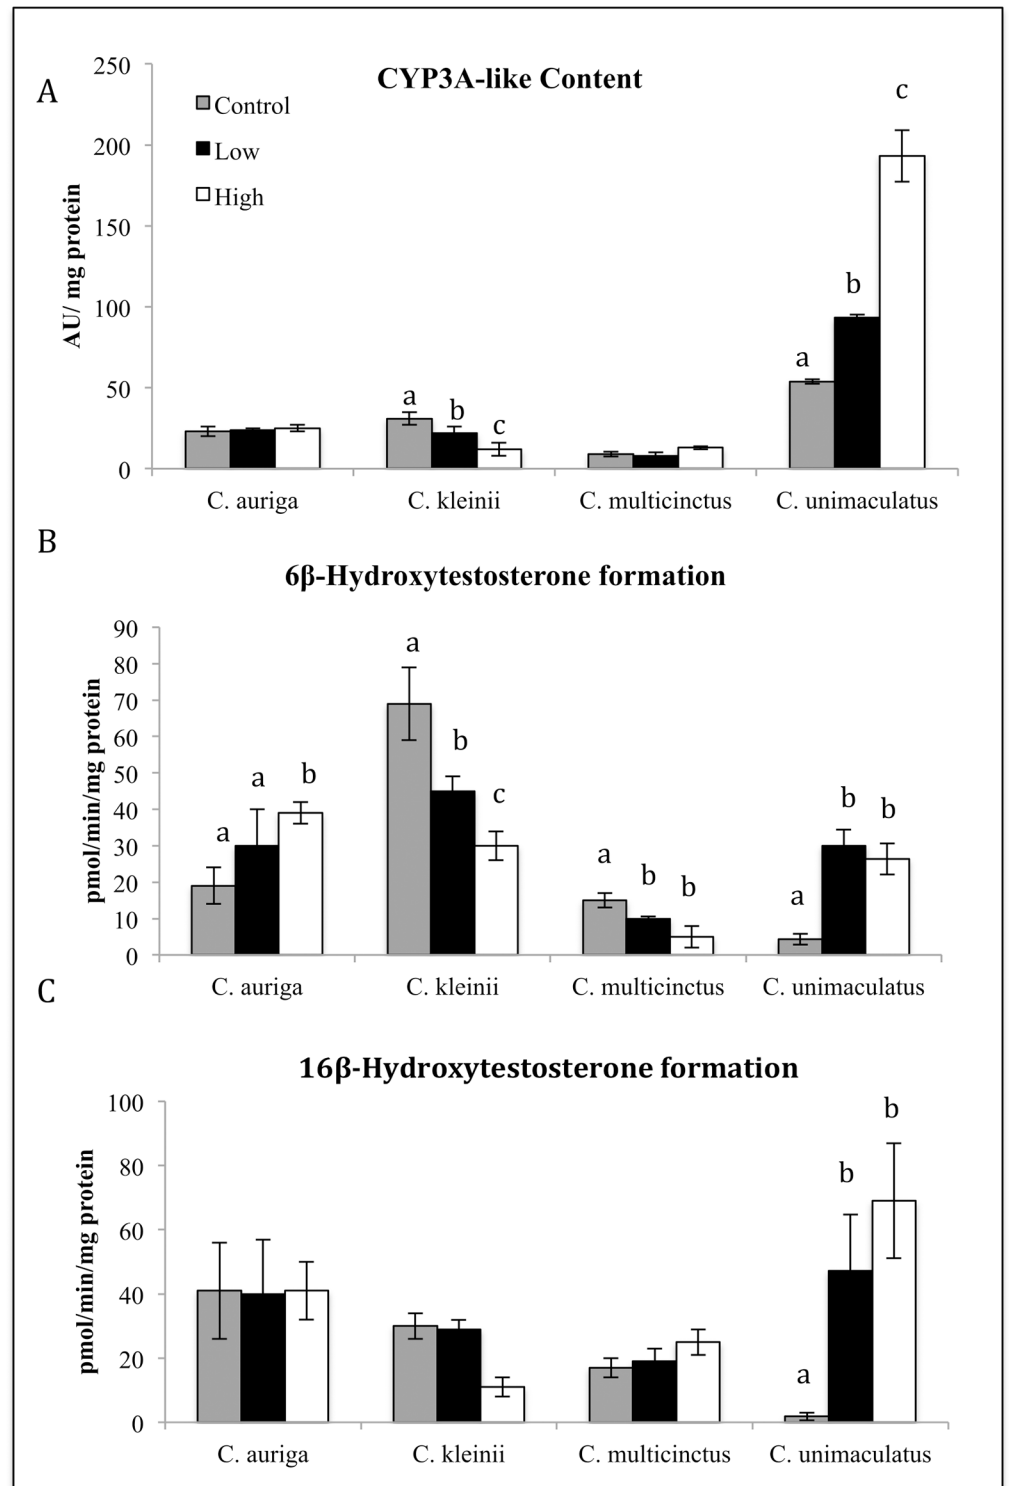 A
CYP3A-like Content
250
200
150
100
50
0
AU/ mg protein
Control
Low
High
a
b
c
a
b
c
C. auriga
C. kleinii
C. multicinctus
C. unimaculatus
B
6β-Hydroxytestosterone formation
90
80
70
60
50
40
30
20
10
0
pmol/min/mg protein
a
a
b
a
b
c
a
b
b
a
b
b
C. auriga
C. kleinii
C. multicinctus
C. unimaculatus
C
16β-Hydroxytestosterone formation
100
80
60
40
20
0
pmol/min/mg protein
a
b
b
C. auriga
C. kleinii
C. multicinctus
C. unimaculatus